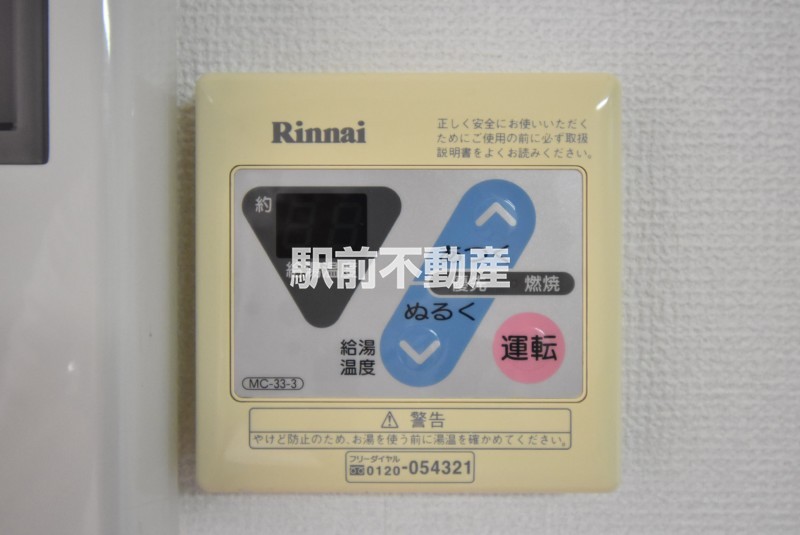 Rinnai
正しく安全にお使いいただく
ためにご使用の前に必ず取扱
説明書をよくお読みください。
約
駅前不動産
燃焼
ぬるく
給湯
温度
運転
MC-33-3
警告
やけど防止のため、お湯を使う前に湯温を確かめてください。
フリーダイヤル
0120-054321